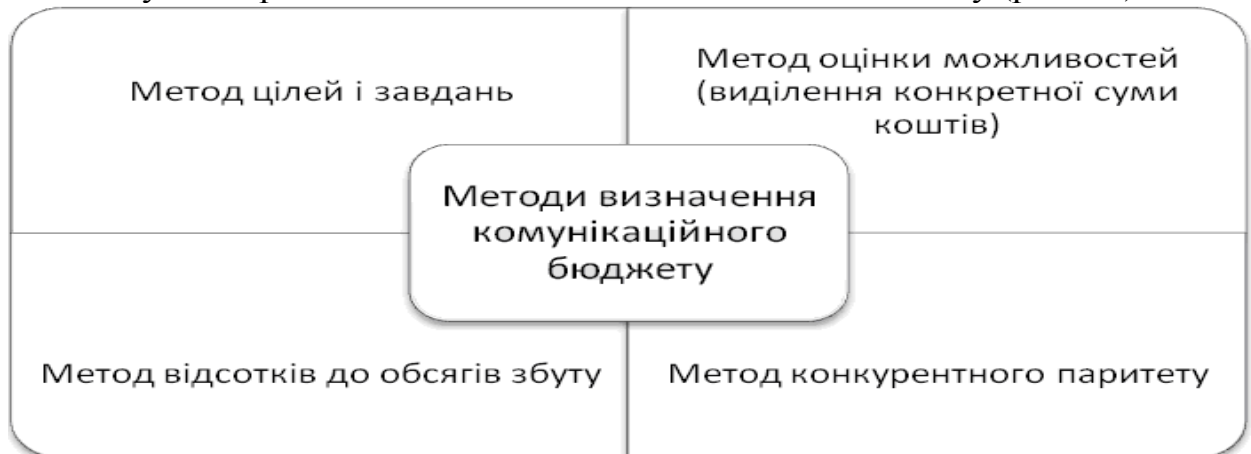 Метод цілей і завдань
Метод оцінки можливостей
(виділення конкретної суми
коштів)
Методи визначення
комунікаційного
бюджету
Метод відсотків до обсягів збуту
Метод конкурентного паритету